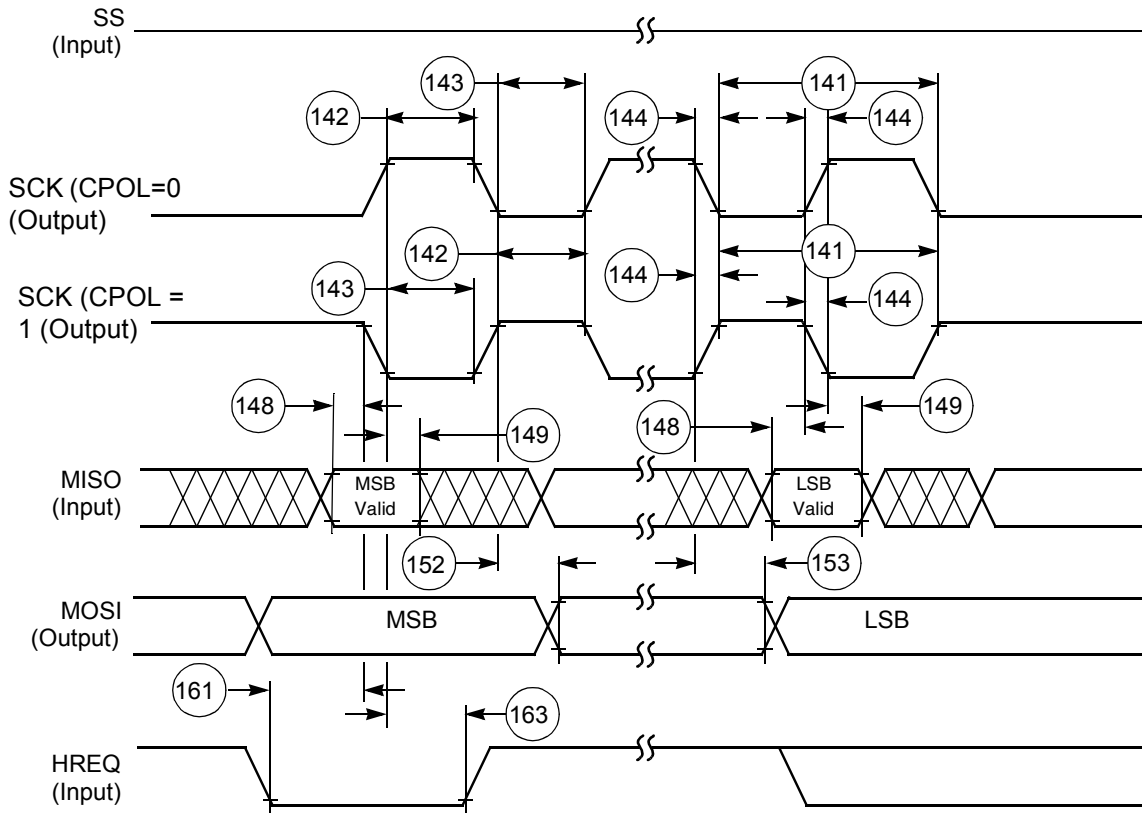 SS
(Input)
143
141
142
144
144
SCK (CPOL=0
(Output)
142
141
143
144
144
SCK (CPOL =
1 (Output)
148
149
148
149
MISO
(Input)
MSB
Valid
LSB
Valid
152
153
MOSI
(Output)
MSB
LSB
161
163
HREQ
(Input)